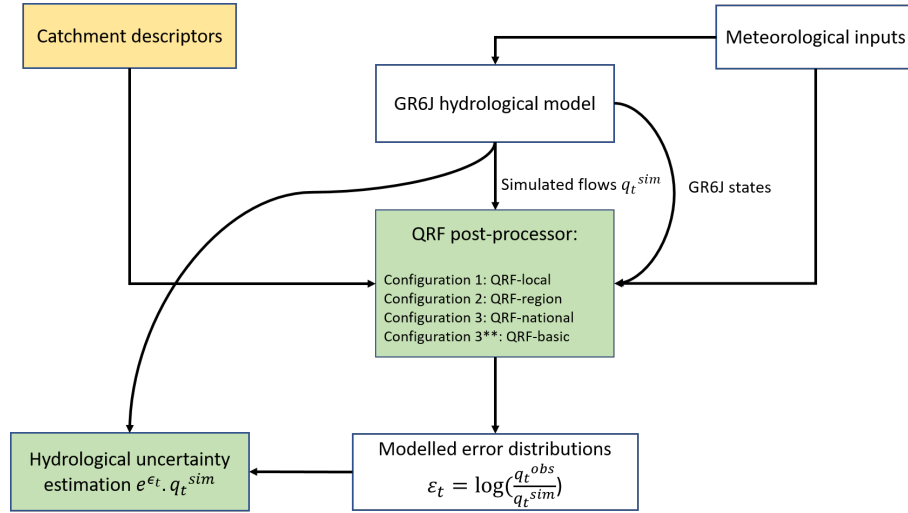 Catchment descriptors
Meteorological inputs
GR6J hydrological model
Simulated flows q_t^{sim}
GR6J states
QRF post-processor:
Configuration 1: QRF-local
Configuration 2: QRF-region
Configuration 3: QRF-national
Configuration 3**: QRF-basic
Hydrological uncertainty
estimation e^{ϵ_t}. q_t^{sim}
Modelled error distributions
ε_t = log(q_t^{obs}/q_t^{sim})